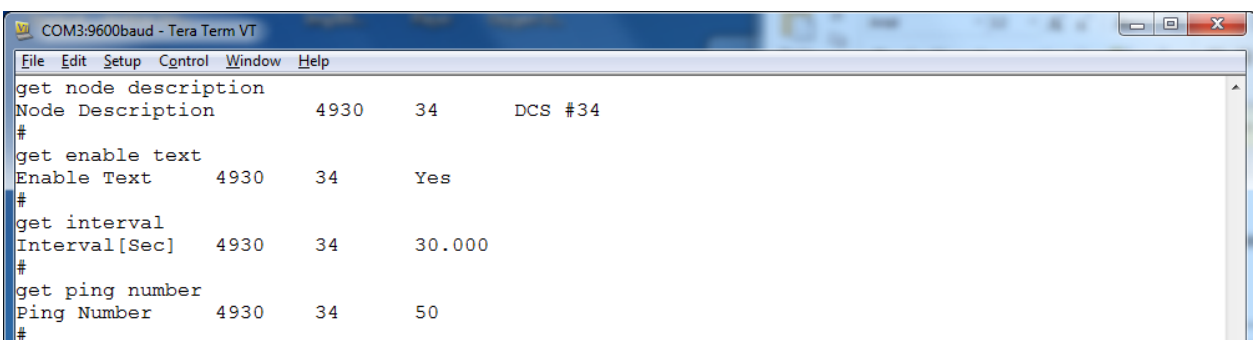 COM3:9600baud - Tera Term VT
File Edit Setup Control Window Help
get node description
Node Description 4930 34 DCS #34
#
get enable text
Enable Text 4930 34 Yes
#
get interval
Interval[Sec] 4930 34 30.000
#
get ping number
Ping Number 4930 34 50
#